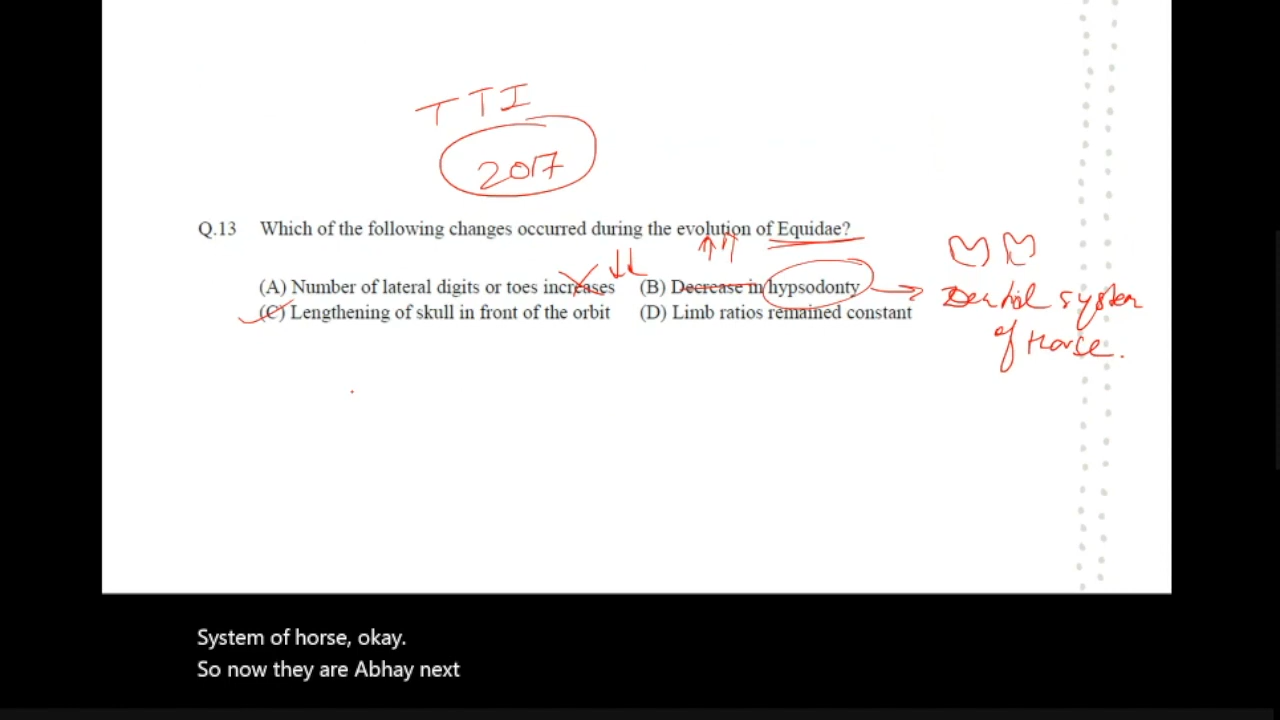 TTI
2017
Q.13 Which of the following changes occurred during the evolution of Equidae?
(A) Number of lateral digits or toes increases (B) Decrease in hypsodonty
(C) Lengthening of skull in front of the orbit (D) Limb ratios remained constant
Dental system
of Horse.
System of horse, okay.
So now they are Abhay next